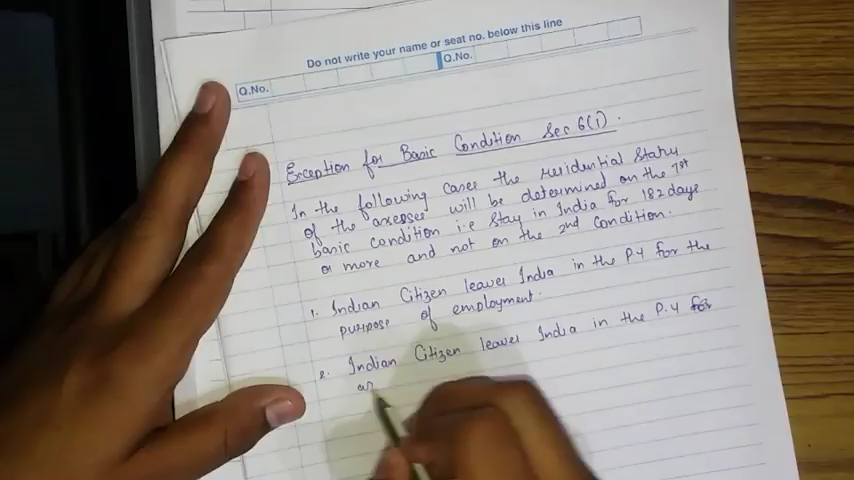 Do not write your name or seat no. below this line
Q.No. Q.No.
Exception for Basic Condition Sec 6(1).
In the following cases the residential Status
of the assesses will be determined on the 1st
basic condition i.e stay in India for 182 days
or more and not on the 2nd Condition.
1. Indian Citizen leaves India in the P.Y for the
purpose of employment.
2. Indian Citizen leaves India in the P.Y for
as